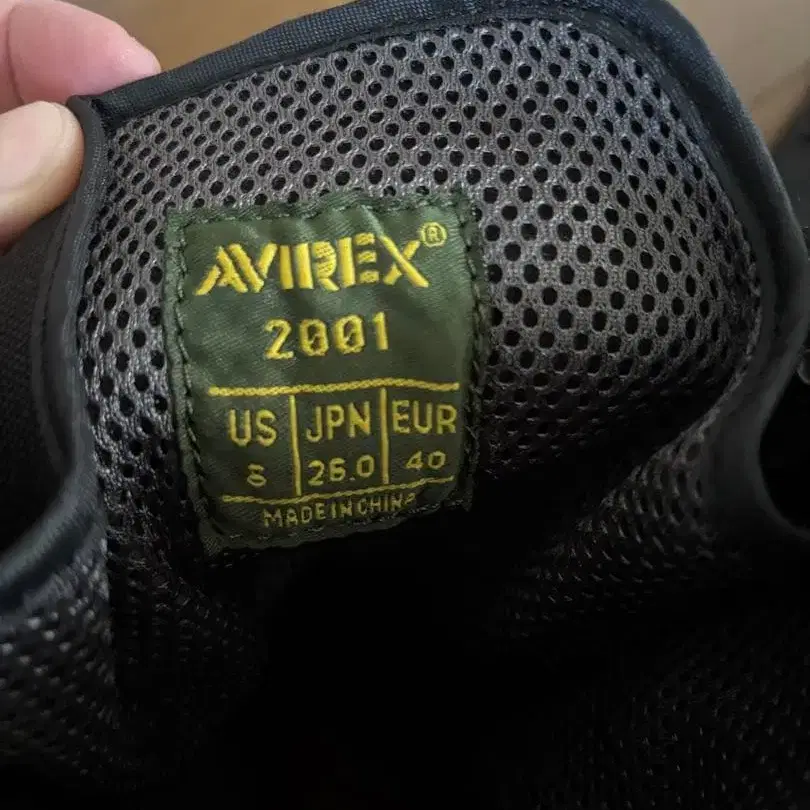 AVIREX®
2001
US JPN EUR
8 26.0 40
MADE IN CHINA